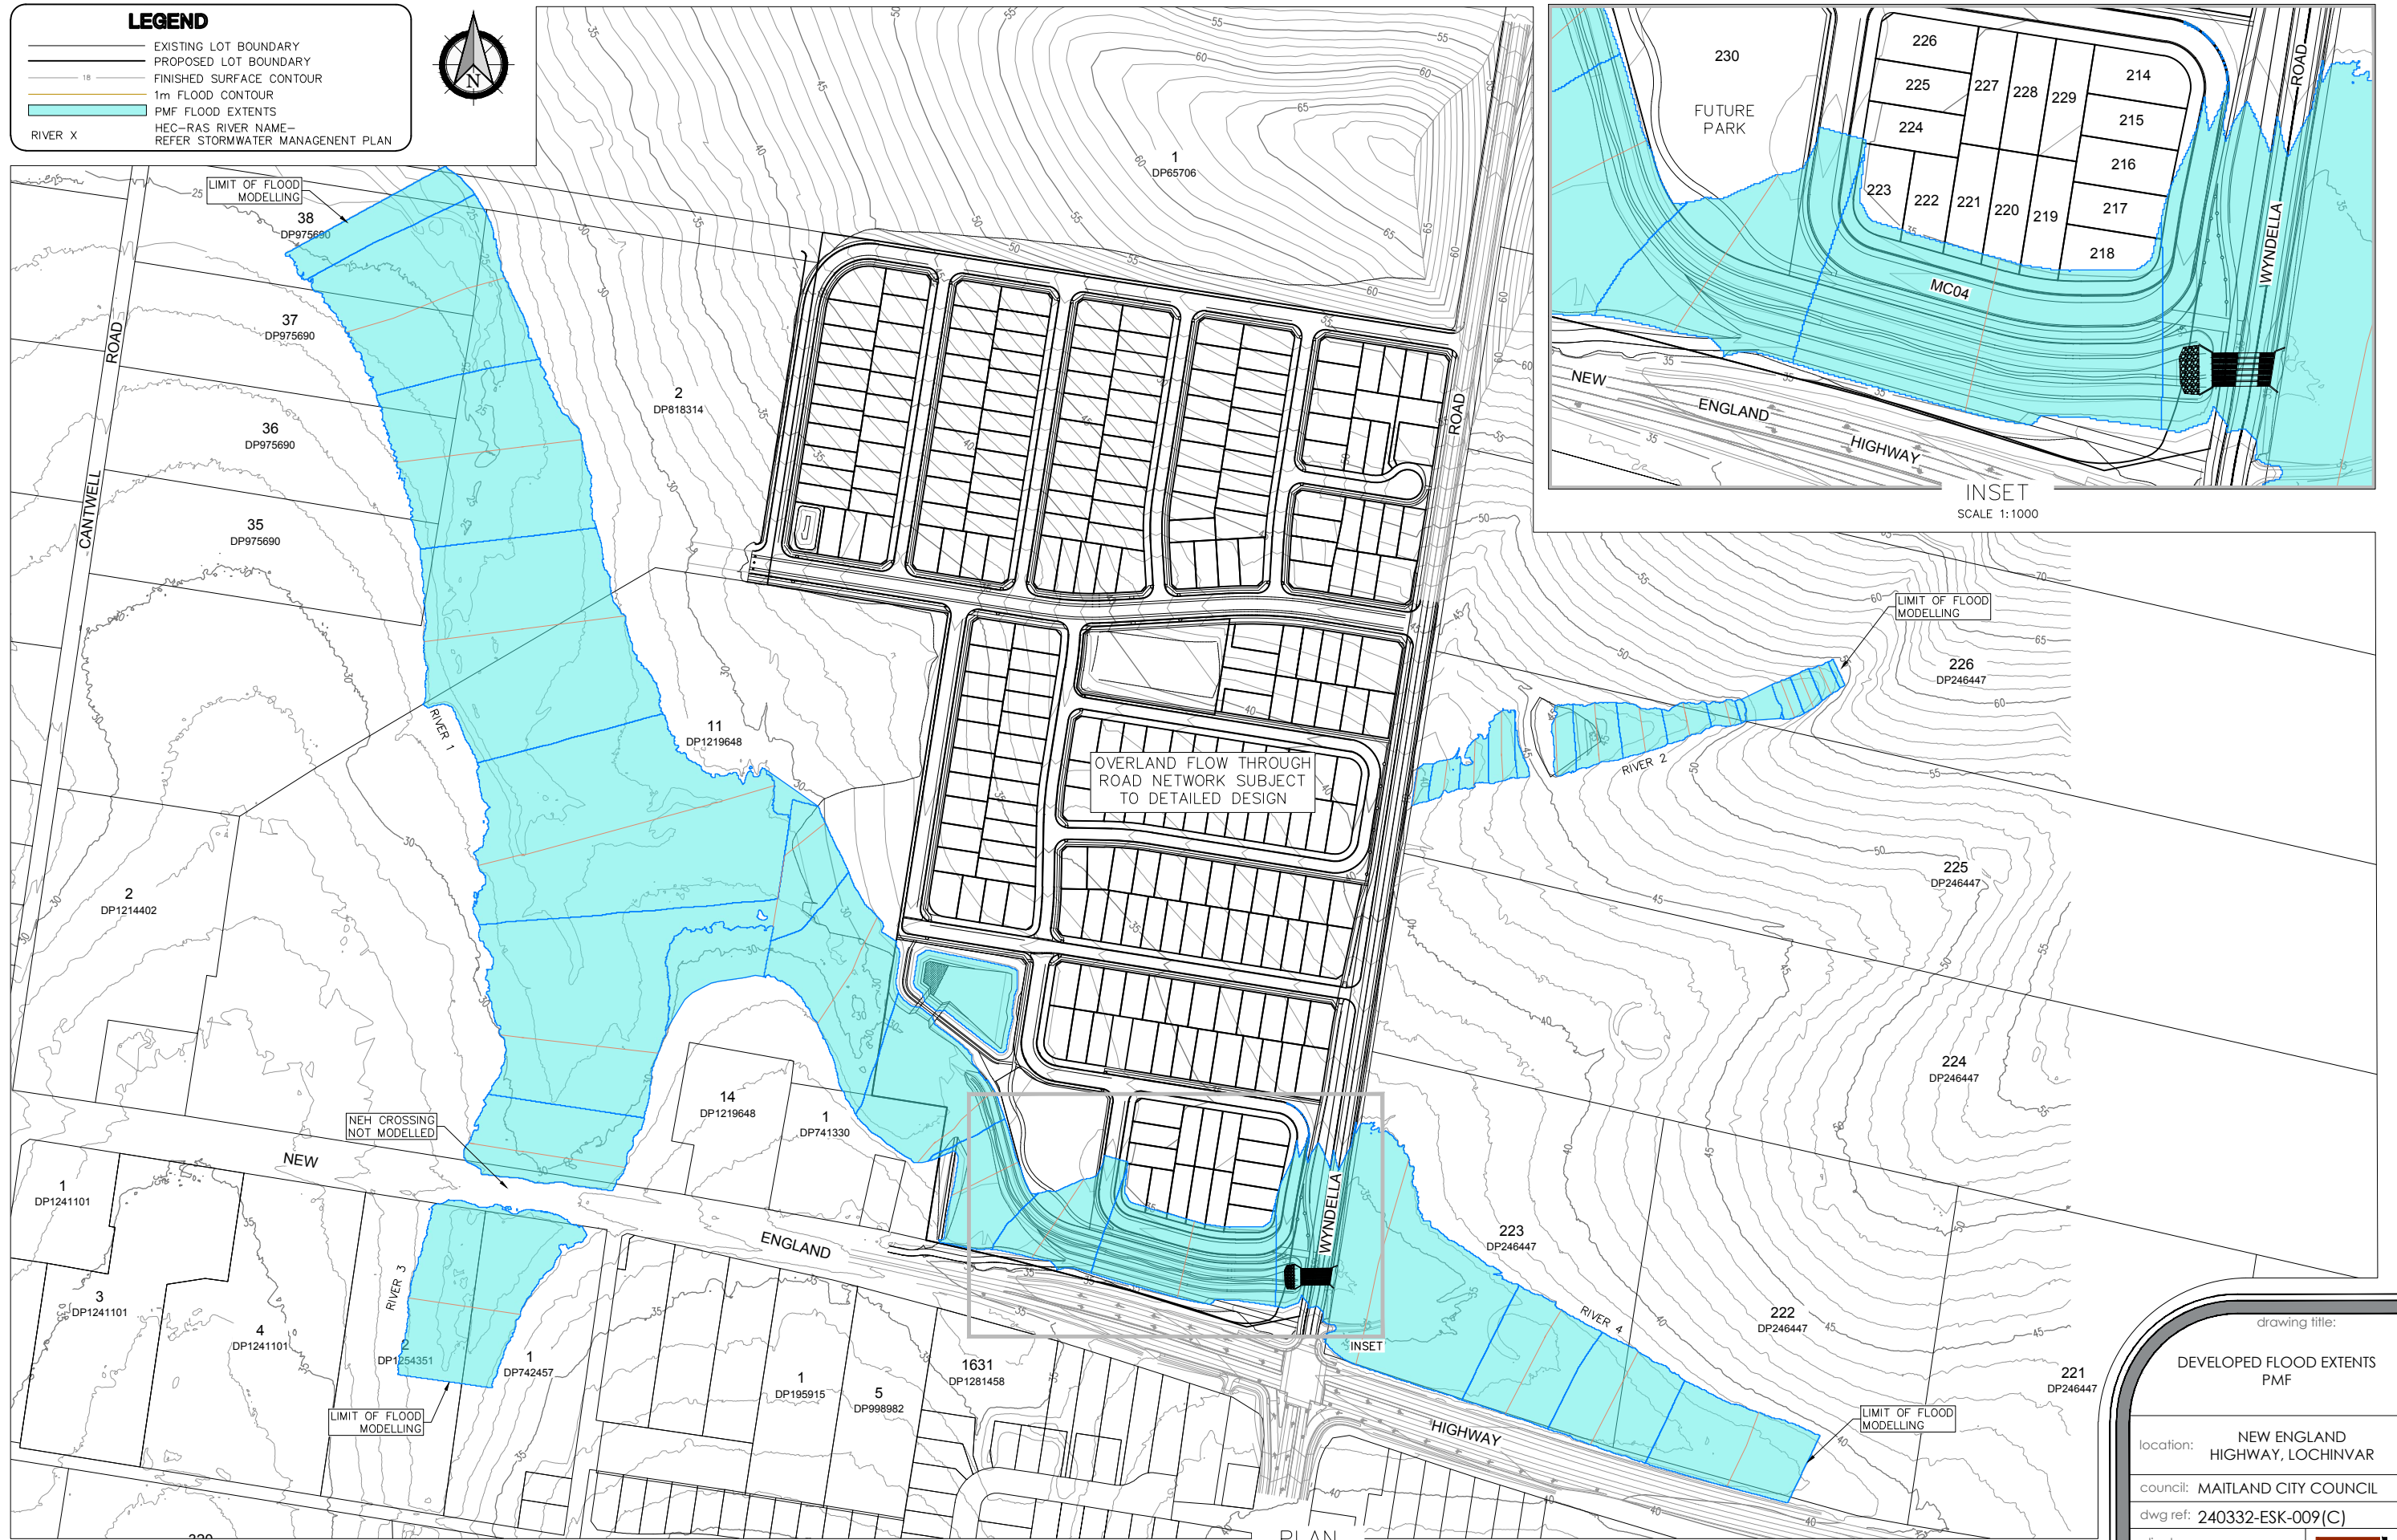 LEGEND
EXISTING LOT BOUNDARY
PROPOSED LOT BOUNDARY
18
FINISHED SURFACE CONTOUR
1m FLOOD CONTOUR
PMF FLOOD EXTENTS
RIVER X
HEC-RAS RIVER NAME-
REFER STORMWATER MANAGENENT PLAN
N
LIMIT OF FLOOD
MODELLING
38
DP975690
37
DP975690
36
DP975690
35
DP975690
CANTWELL
ROAD
2
DP818314
1
DP65706
ROAD
11
DP1219648
RIVER 1
2
DP1214402
OVERLAND FLOW THROUGH
ROAD NETWORK SUBJECT
TO DETAILED DESIGN
LIMIT OF FLOOD
MODELLING
RIVER 2
226
DP246447
225
DP246447
224
DP246447
223
DP246447
222
DP246447
221
DP246447
14
DP1219648
1
DP741330
NEH CROSSING
NOT MODELLED
NEW
ENGLAND
HIGHWAY
WYNDELLA
INSET
RIVER 4
LIMIT OF FLOOD
MODELLING
1
DP1241101
3
DP1241101
4
DP1241101
RIVER 3
2
DP1254351
1
DP742457
LIMIT OF FLOOD
MODELLING
1
DP195915
5
DP998982
1631
DP1281458
PLAN
230
FUTURE
PARK
226
225
224
223
222
221
220
219
227
228
229
214
215
216
217
218
MC04
ROAD
WYNDELLA
NEW
ENGLAND
HIGHWAY
INSET
SCALE 1:1000
drawing title:
DEVELOPED FLOOD EXTENTS
PMF
location:
NEW ENGLAND
HIGHWAY, LOCHINVAR
council: MAITLAND CITY COUNCIL
dwg ref: 240332-ESK-009(C)